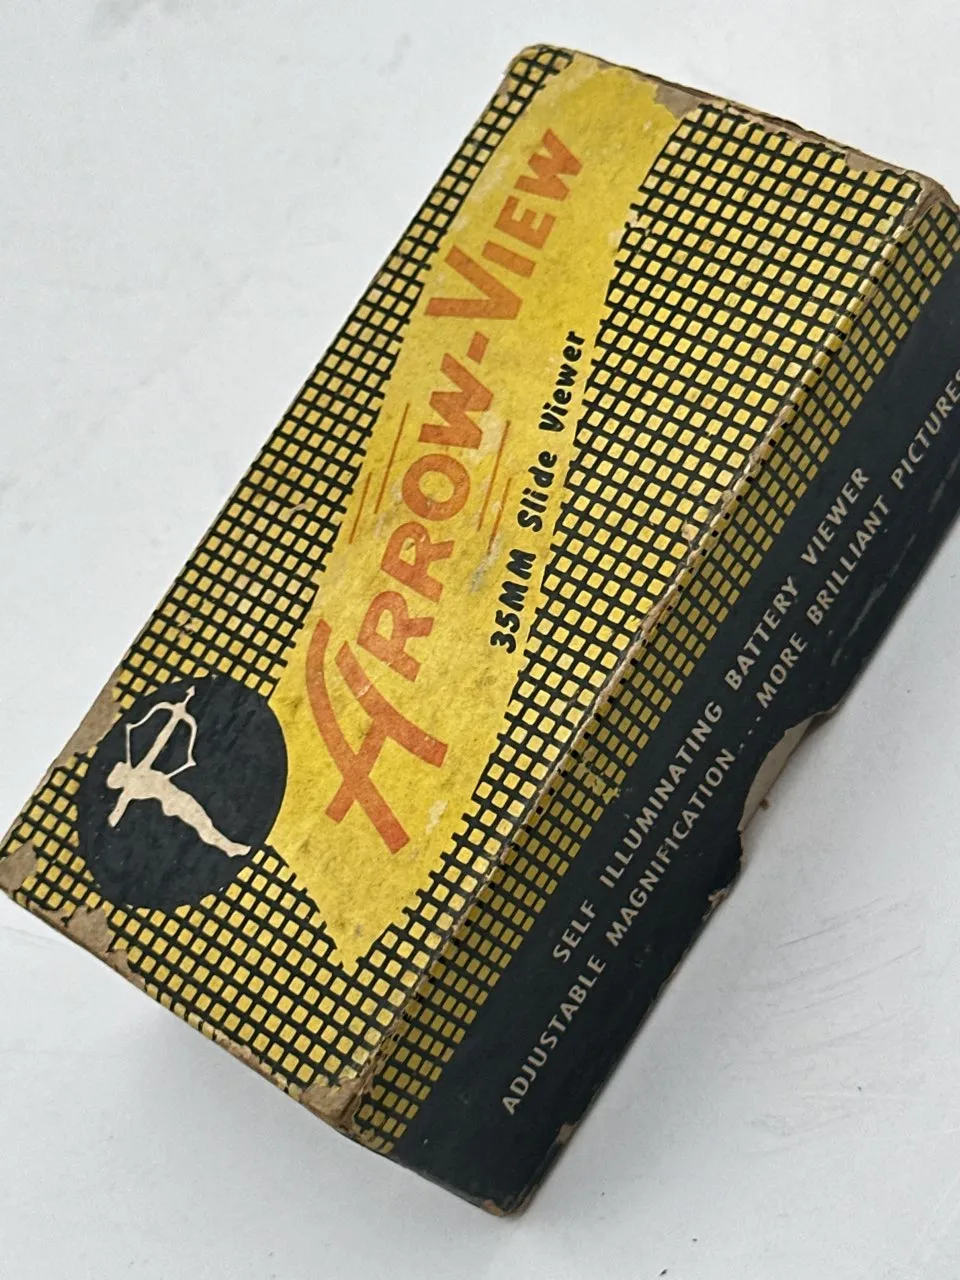 ARROW-VIEW
35MM Slide Viewer
SELF ILLUMINATING BATTERY VIEWER
ADJUSTABLE MAGNIFICATION....MORE BRILLIANT PICTURES